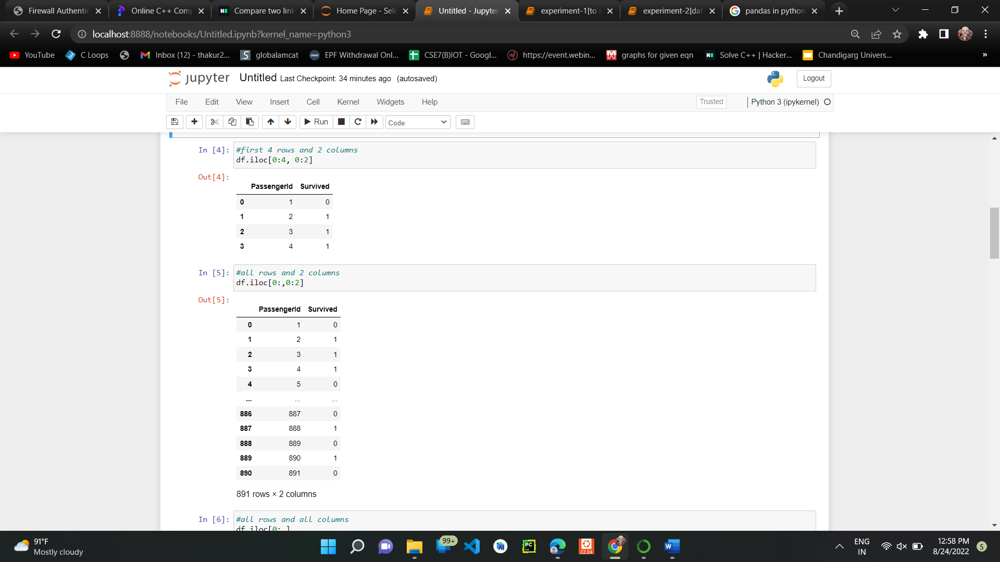 Firewall Authentic
Online C++ Comp
Compare two link
Home Page - Sele
Untitled - Jupyter
experiment-1[to i
experiment-2[dat
pandas in python
localhost:8888/notebooks/Untitled.ipynb?kernel_name=python3
YouTube
C Loops
Inbox (12) - thakur2...
globalamcat
clear
EPF Withdrawal Onl...
CSE7(B)IOT - Googl...
https://event.webin...
graphs for given eqn
Solve C++ | Hacker...
Chandigarg Univers...
»
jupyter
Untitled Last Checkpoint: 34 minutes ago (autosaved)
Logout
File Edit View Insert Cell Kernel Widgets Help
Trusted
Python 3 (ipykernel)
Run
Code
In [4]: #first 4 rows and 2 columns
df.iloc[0:4, 0:2]
Out[4]:
PassengerId Survived
0 1 0
1 2 1
2 3 1
3 4 1
In [5]: #all rows and 2 columns
df.iloc[0:,0:2]
Out[5]:
PassengerId Survived
0 1 0
1 2 1
2 3 1
3 4 1
4 5 0
... ... ...
886 887 0
887 888 1
888 889 0
889 890 1
890 891 0
891 rows × 2 columns
In [6]: #all rows and all columns
df.iloc[0:,]
91°F
Mostly cloudy
99+
PC
22.04
ENG
IN
12:58 PM
8/24/2022
5